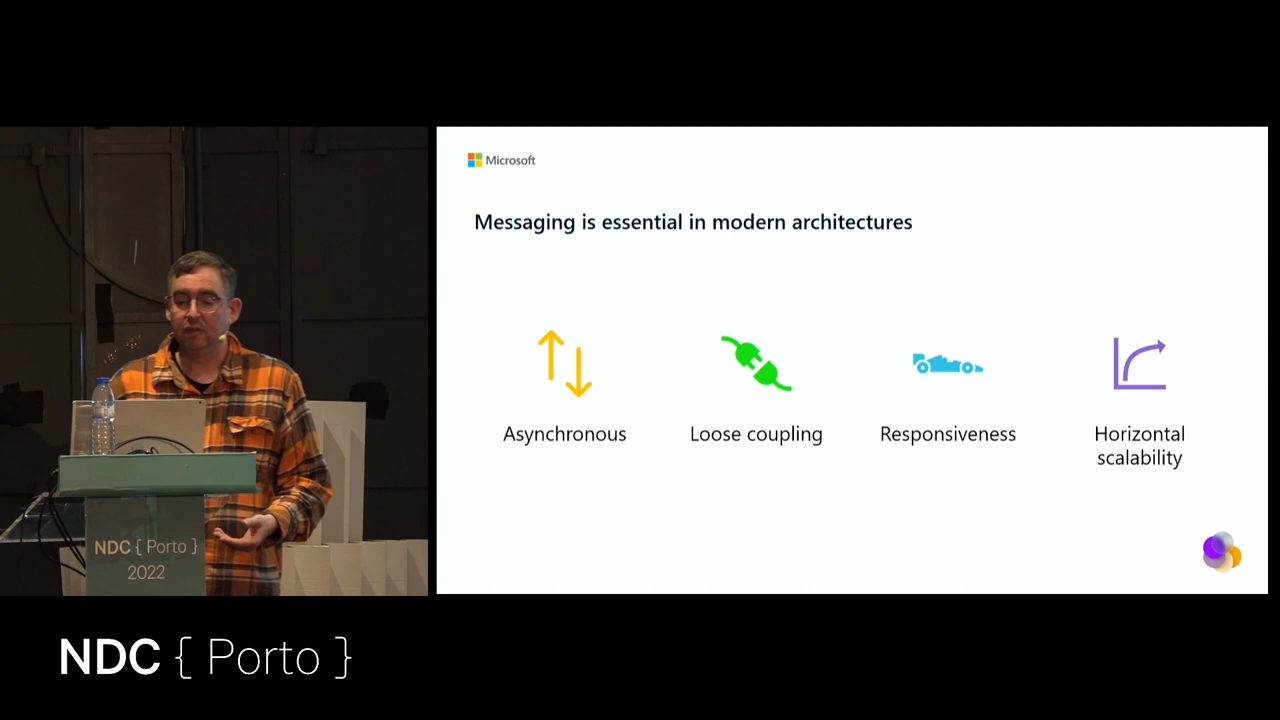 Microsoft
Messaging is essential in modern architectures
Asynchronous
Loose coupling
Responsiveness
Horizontal
scalability
NDC { Porto }
2022
NDC { Porto }